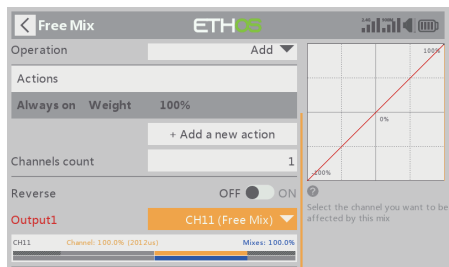 Free Mix
ETHOS
Operation Add
Actions
Always on Weight 100%
+ Add a new action
Channels count 1
Reverse OFF ON
Output1 CH11 (Free Mix)
CH11 Channel: 100.0% (2012us) Mixes: 100.0%
100%
0%
-100%
?
Select the channel you want to be
affected by this mix